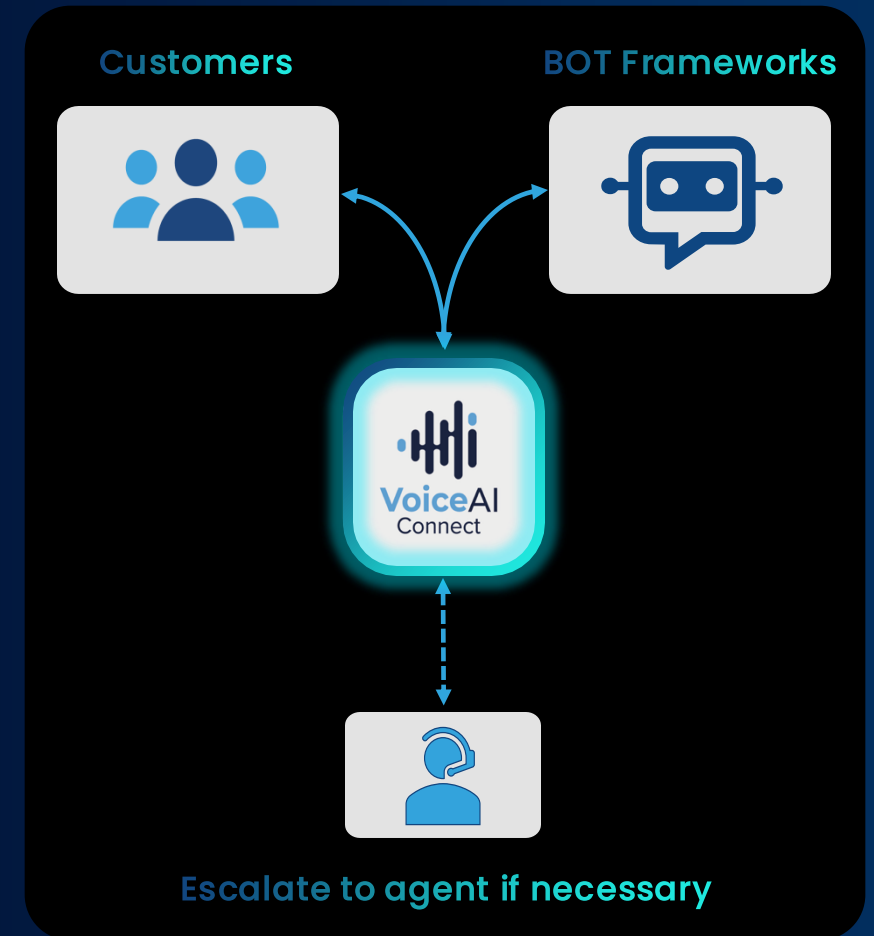 Customers
BOT Frameworks
VoiceAI
Connect
Escalate to agent if necessary